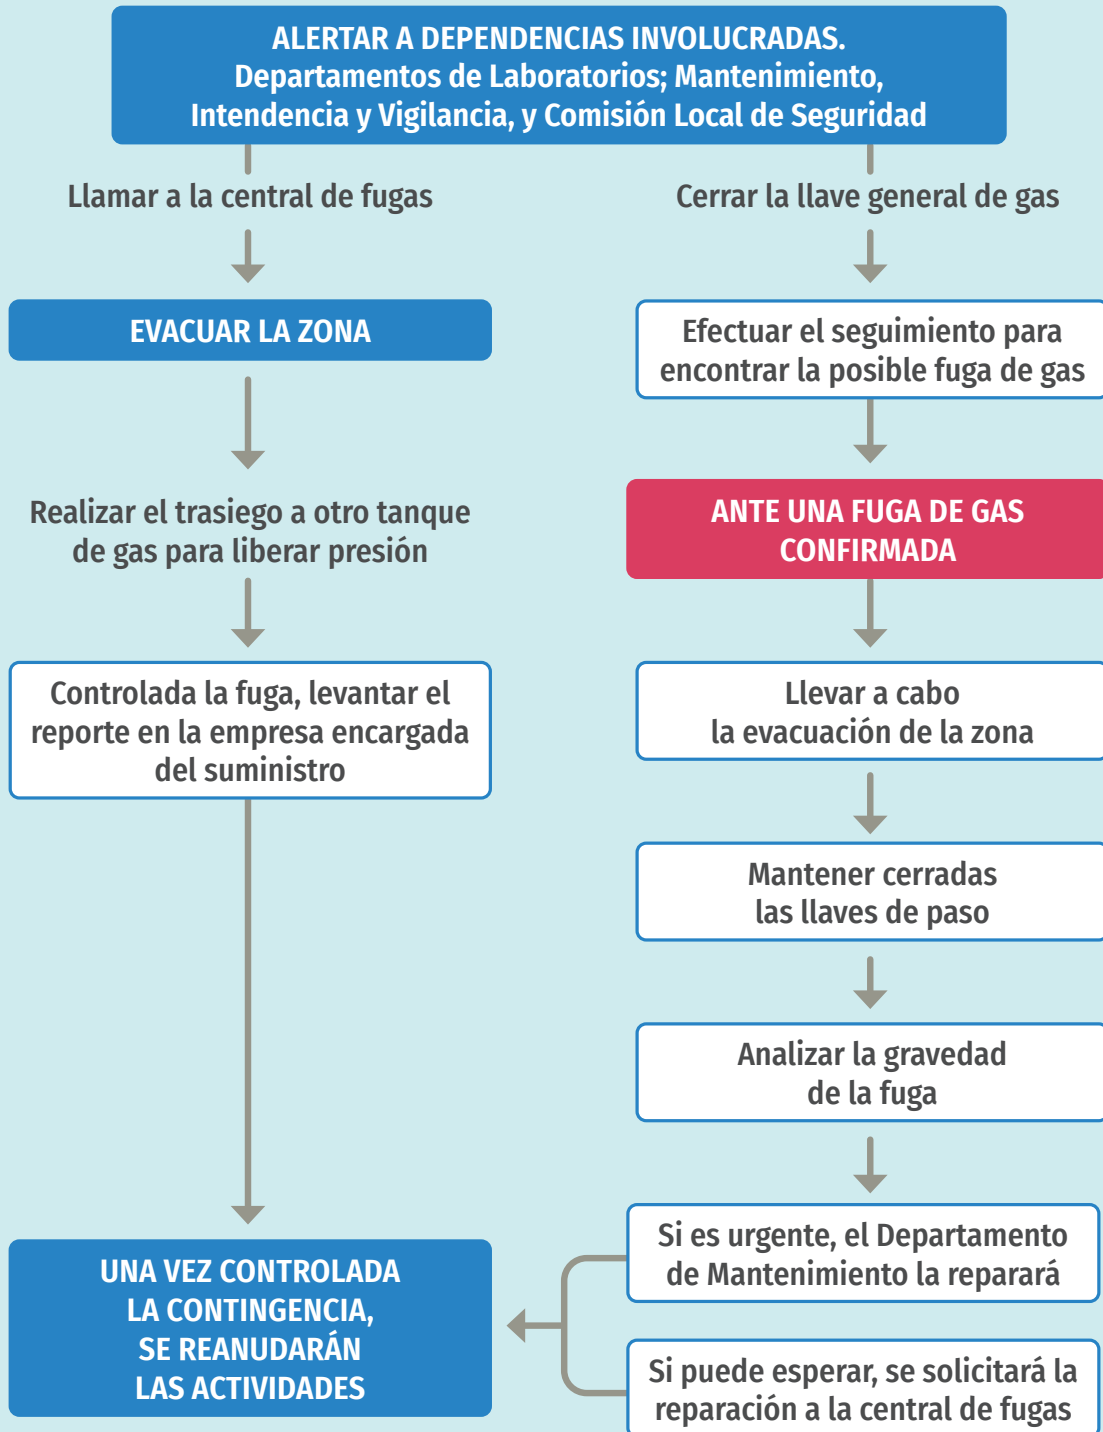 ALERTAR A DEPENDENCIAS INVOLUCRADAS.
Departamentos de Laboratorios; Mantenimiento,
Intendencia y Vigilancia, y Comisión Local de Seguridad
Llamar a la central de fugas
EVACUAR LA ZONA
Realizar el trasiego a otro tanque
de gas para liberar presión
Controlada la fuga, levantar el
reporte en la empresa encargada
del suministro
Cerrar la llave general de gas
Efectuar el seguimiento para
encontrar la posible fuga de gas
ANTE UNA FUGA DE GAS
CONFIRMADA
Llevar a cabo
la evacuación de la zona
Mantener cerradas
las llaves de paso
Analizar la gravedad
de la fuga
Si es urgente, el Departamento
de Mantenimiento la reparará
Si puede esperar, se solicitará la
reparación a la central de fugas
UNA VEZ CONTROLADA
LA CONTINGENCIA,
SE REANUDARÁN
LAS ACTIVIDADES